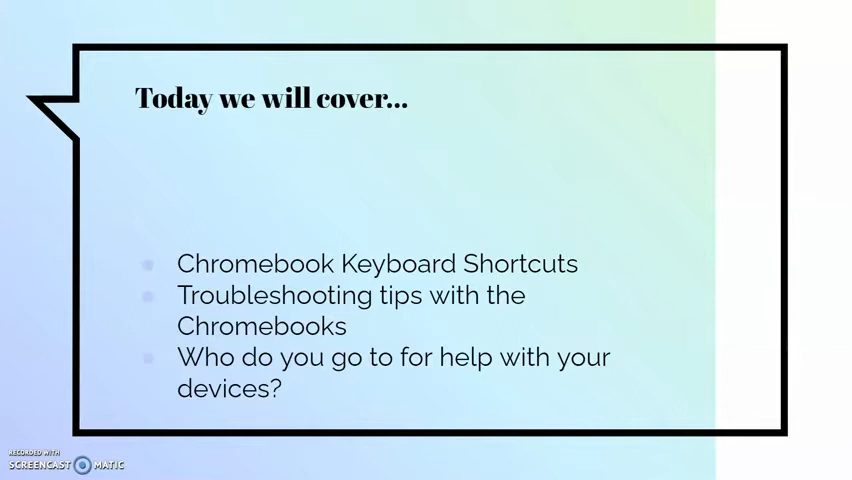 Today we will cover...
Chromebook Keyboard Shortcuts
Troubleshooting tips with the
Chromebooks
Who do you go to for help with your
devices?
RECORDED WITH
SCREENCAST MATIC